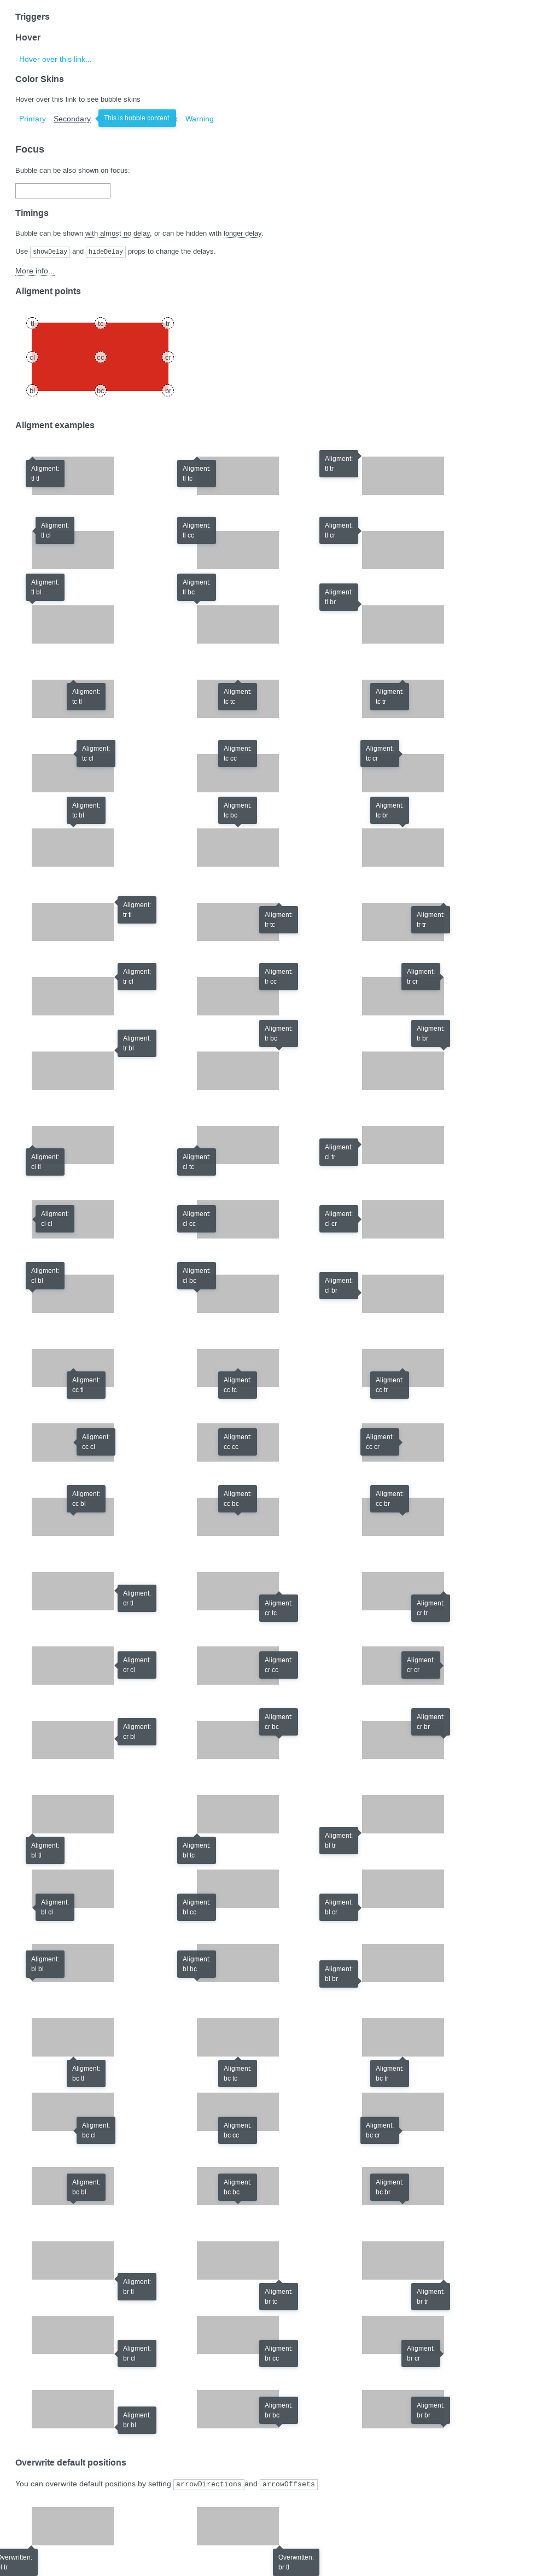 Triggers
Hover
Hover over this link...
Color Skins
Hover over this link to see bubble skins
Primary Secondary This is bubble content Warning
Focus
Bubble can be also shown on focus:
Timings
Bubble can be shown with almost no delay, or can be hidden with longer delay.
Use showDelay and hideDelay props to change the delays.
More info...
Aligment points
tl tc tr
cl cc cr
bl bc br
Aligment examples
Aligment:
tl tl
Aligment:
tl tc
Aligment:
tl tr
Aligment:
tl cl
Aligment:
tl cc
Aligment:
tl cr
Aligment:
tl bl
Aligment:
tl bc
Aligment:
tl br
Aligment:
tc tl
Aligment:
tc tc
Aligment:
tc tr
Aligment:
tc cl
Aligment:
tc cc
Aligment:
tc cr
Aligment:
tc bl
Aligment:
tc bc
Aligment:
tc br
Aligment:
tr tl
Aligment:
tr tc
Aligment:
tr tr
Aligment:
tr cl
Aligment:
tr cc
Aligment:
tr cr
Aligment:
tr bl
Aligment:
tr bc
Aligment:
tr br
Aligment:
cl tl
Aligment:
cl tc
Aligment:
cl tr
Aligment:
cl cl
Aligment:
cl cc
Aligment:
cl cr
Aligment:
cl bl
Aligment:
cl bc
Aligment:
cl br
Aligment:
cc tl
Aligment:
cc tc
Aligment:
cc tr
Aligment:
cc cl
Aligment:
cc cc
Aligment:
cc cr
Aligment:
cc bl
Aligment:
cc bc
Aligment:
cc br
Aligment:
cr tl
Aligment:
cr tc
Aligment:
cr tr
Aligment:
cr cl
Aligment:
cr cc
Aligment:
cr cr
Aligment:
cr bl
Aligment:
cr bc
Aligment:
cr br
Aligment:
bl tl
Aligment:
bl tc
Aligment:
bl tr
Aligment:
bl cl
Aligment:
bl cc
Aligment:
bl cr
Aligment:
bl bl
Aligment:
bl bc
Aligment:
bl br
Aligment:
bc tl
Aligment:
bc tc
Aligment:
bc tr
Aligment:
bc cl
Aligment:
bc cc
Aligment:
bc cr
Aligment:
bc bl
Aligment:
bc bc
Aligment:
bc br
Aligment:
br tl
Aligment:
br tc
Aligment:
br tr
Aligment:
br cl
Aligment:
br cc
Aligment:
br cr
Aligment:
br bl
Aligment:
br bc
Aligment:
br br
Overwrite default positions
You can overwrite default positions by setting arrowDirections and arrowOffsets.
Overwritten:
tr
Overwritten:
br tl